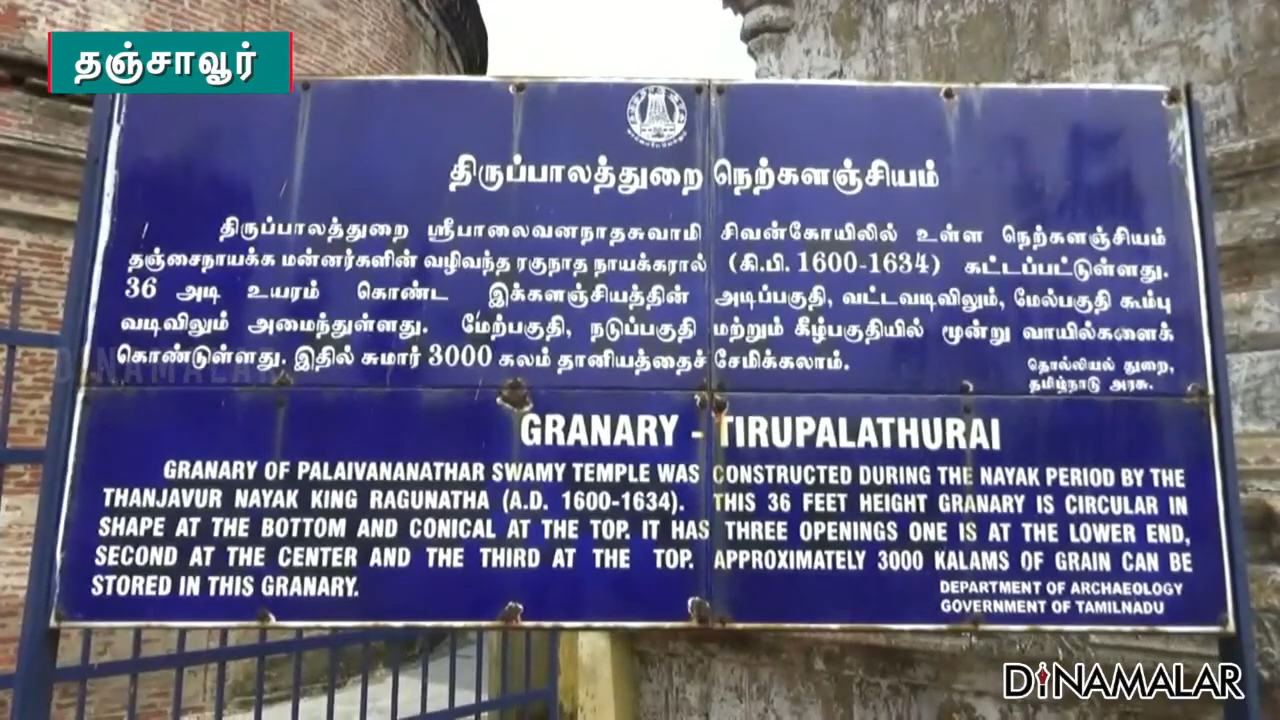 தஞ்சாவூர்
திருப்பாலத்துறை நெற்களஞ்சியம்
திருப்பாலத்துறை ஸ்ரீபாலைவனநாதசுவாமி சிவன்கோயிலில் உள்ள நெற்களஞ்சியம்
தஞ்சைநாயக்க மன்னர்களின் வழிவந்த ரகுநாத நாயக்கரால் (கி.பி. 1600-1634) கட்டப்பட்டுள்ளது.
36 அடி உயரம் கொண்ட இக்களஞ்சியத்தின் அடிப்பகுதி, வட்டவடிவிலும், மேல்பகுதி கூம்பு
வடிவிலும் அமைந்துள்ளது. மேற்பகுதி, நடுப்பகுதி மற்றும் கீழ்பகுதியில் மூன்று வாயில்களைக்
கொண்டுள்ளது. இதில் சுமார் 3000 கலம் தானியத்தைச் சேமிக்கலாம்.
தொல்லியல் துறை,
தமிழ்நாடு அரசு.
DINAMALAR
GRANARY - TIRUPALATHURAI
GRANARY OF PALAIVANANATHAR SWAMY TEMPLE WAS CONSTRUCTED DURING THE NAYAK PERIOD BY THE
THANJAVUR NAYAK KING RAGUNATHA (A.D. 1600-1634). THIS 36 FEET HEIGHT GRANARY IS CIRCULAR IN
SHAPE AT THE BOTTOM AND CONICAL AT THE TOP. IT HAS THREE OPENINGS ONE IS AT THE LOWER END,
SECOND AT THE CENTER AND THE THIRD AT THE TOP. APPROXIMATELY 3000 KALAMS OF GRAIN CAN BE
STORED IN THIS GRANARY.
DEPARTMENT OF ARCHAEOLOGY
GOVERNMENT OF TAMILNADU
DINAMALAR